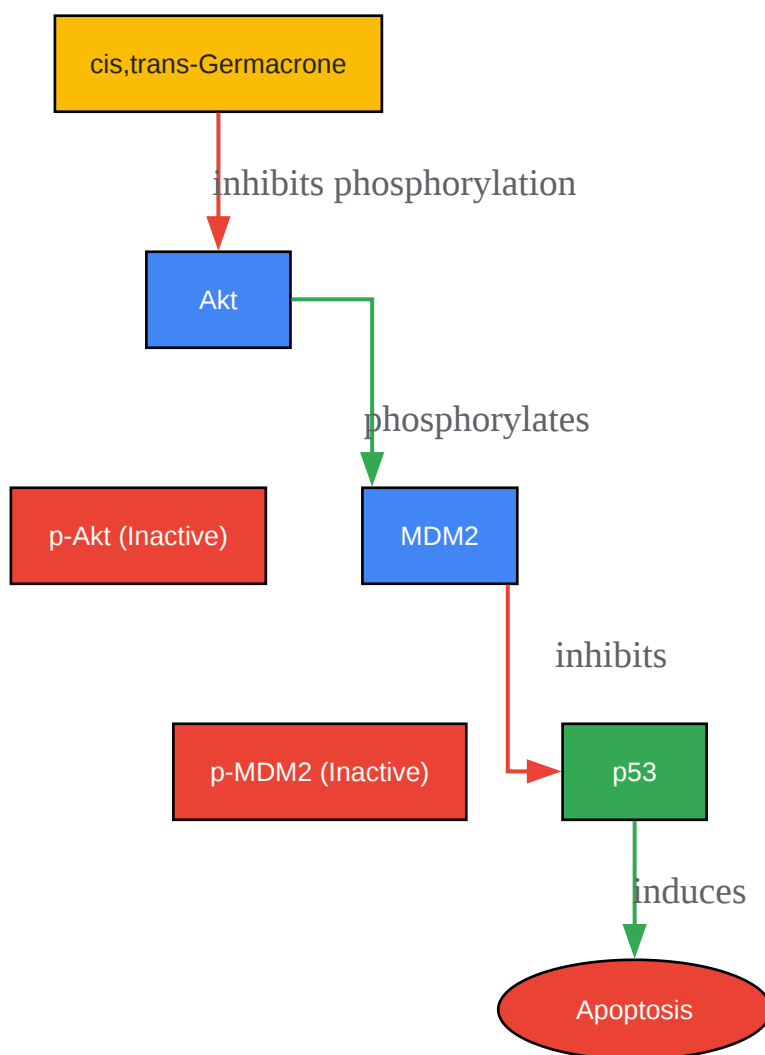 cis,trans-Germacrone
inhibits phosphorylation
Akt
phosphorylates
p-Akt (Inactive)
MDM2
inhibits
p-MDM2 (Inactive)
p53
induces
Apoptosis